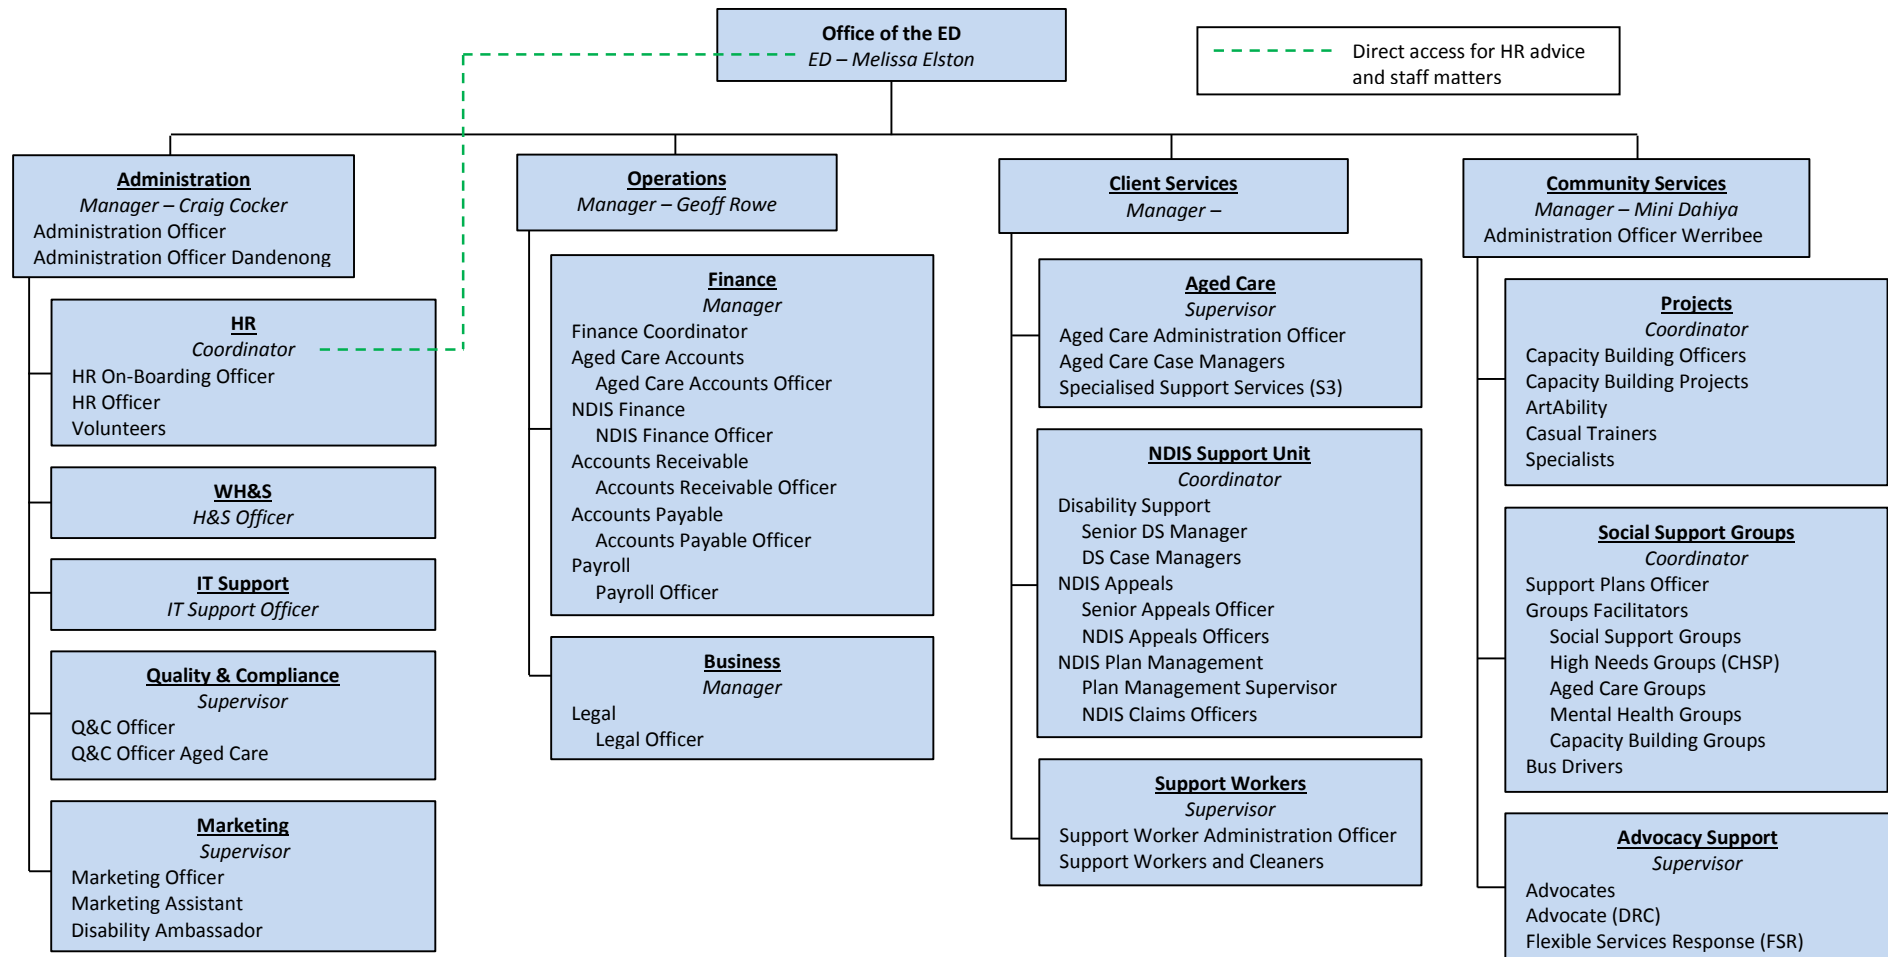 Office of the ED
ED – Melissa Elston
Direct access for HR advice
and staff matters
Administration
Manager – Craig Cocker
Administration Officer
Administration Officer Dandenong
HR
Coordinator
HR On-Boarding Officer
HR Officer
Volunteers
WH&S
H&S Officer
IT Support
IT Support Officer
Quality & Compliance
Supervisor
Q&C Officer
Q&C Officer Aged Care
Marketing
Supervisor
Marketing Officer
Marketing Assistant
Disability Ambassador
Operations
Manager – Geoff Rowe
Finance
Manager
Finance Coordinator
Aged Care Accounts
Aged Care Accounts Officer
NDIS Finance
NDIS Finance Officer
Accounts Receivable
Accounts Receivable Officer
Accounts Payable
Accounts Payable Officer
Payroll
Payroll Officer
Business
Manager
Legal
Legal Officer
Client Services
Manager –
Aged Care
Supervisor
Aged Care Administration Officer
Aged Care Case Managers
Specialised Support Services (S3)
NDIS Support Unit
Coordinator
Disability Support
Senior DS Manager
DS Case Managers
NDIS Appeals
Senior Appeals Officer
NDIS Appeals Officers
NDIS Plan Management
Plan Management Supervisor
NDIS Claims Officers
Support Workers
Supervisor
Support Worker Administration Officer
Support Workers and Cleaners
Community Services
Manager – Mini Dahiya
Administration Officer Werribee
Projects
Coordinator
Capacity Building Officers
Capacity Building Projects
ArtAbility
Casual Trainers
Specialists
Social Support Groups
Coordinator
Support Plans Officer
Groups Facilitators
Social Support Groups
High Needs Groups (CHSP)
Aged Care Groups
Mental Health Groups
Capacity Building Groups
Bus Drivers
Advocacy Support
Supervisor
Advocates
Advocate (DRC)
Flexible Services Response (FSR)